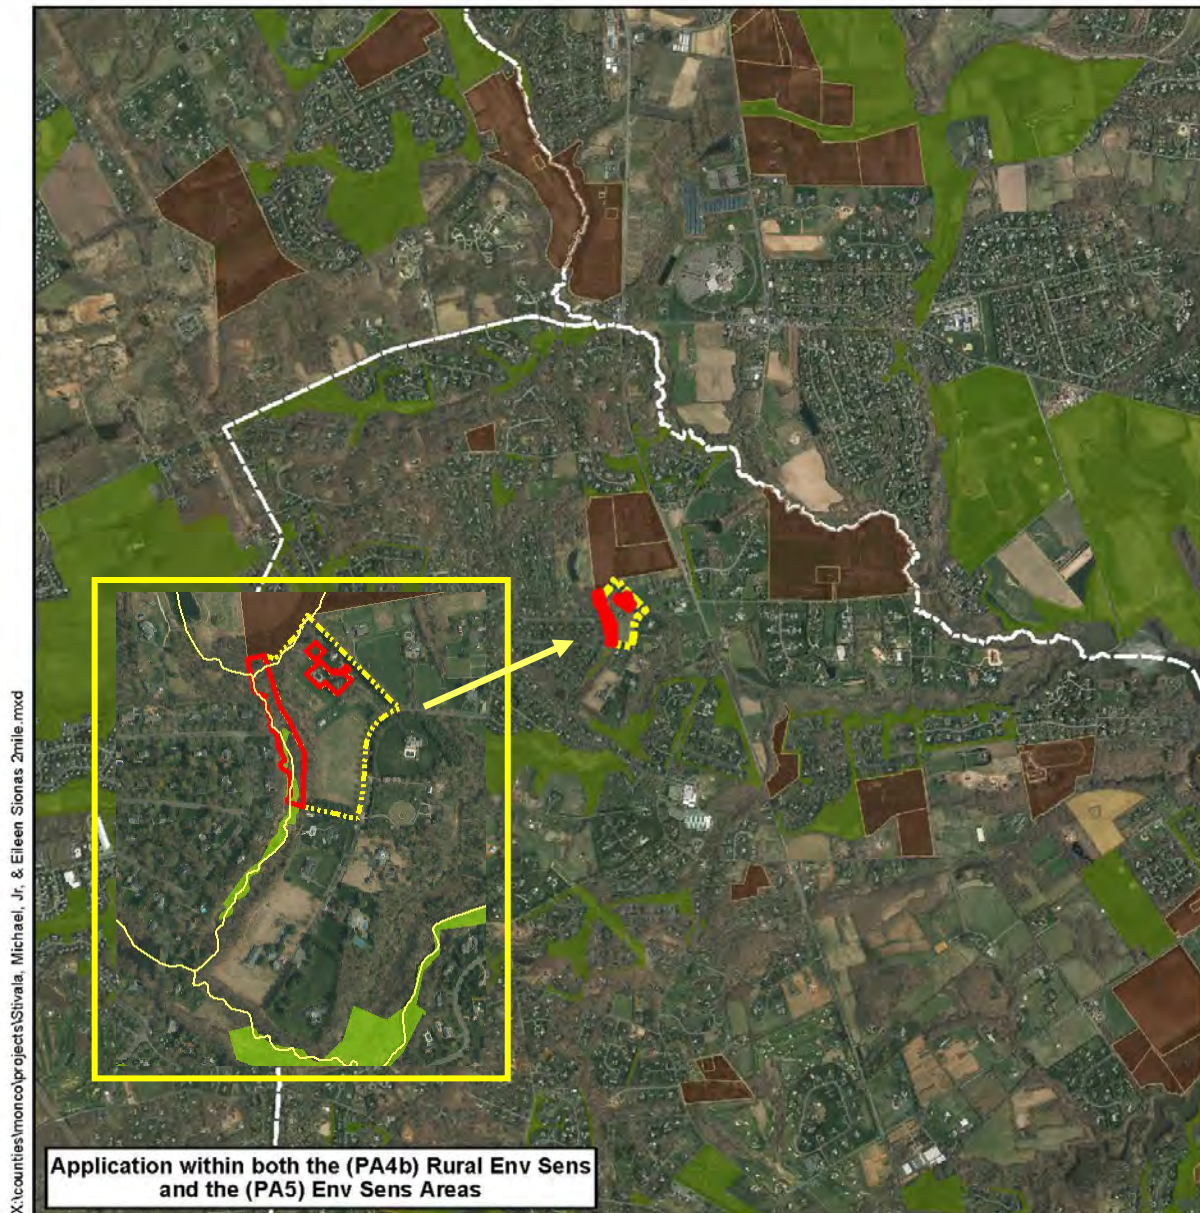 X:\counties\monco\projects\Stivala, Michael, Jr, & Eileen Sionas 2mile.mxd
Application within both the (PA4b) Rural Env Sens
and the (PA5) Env Sens Areas